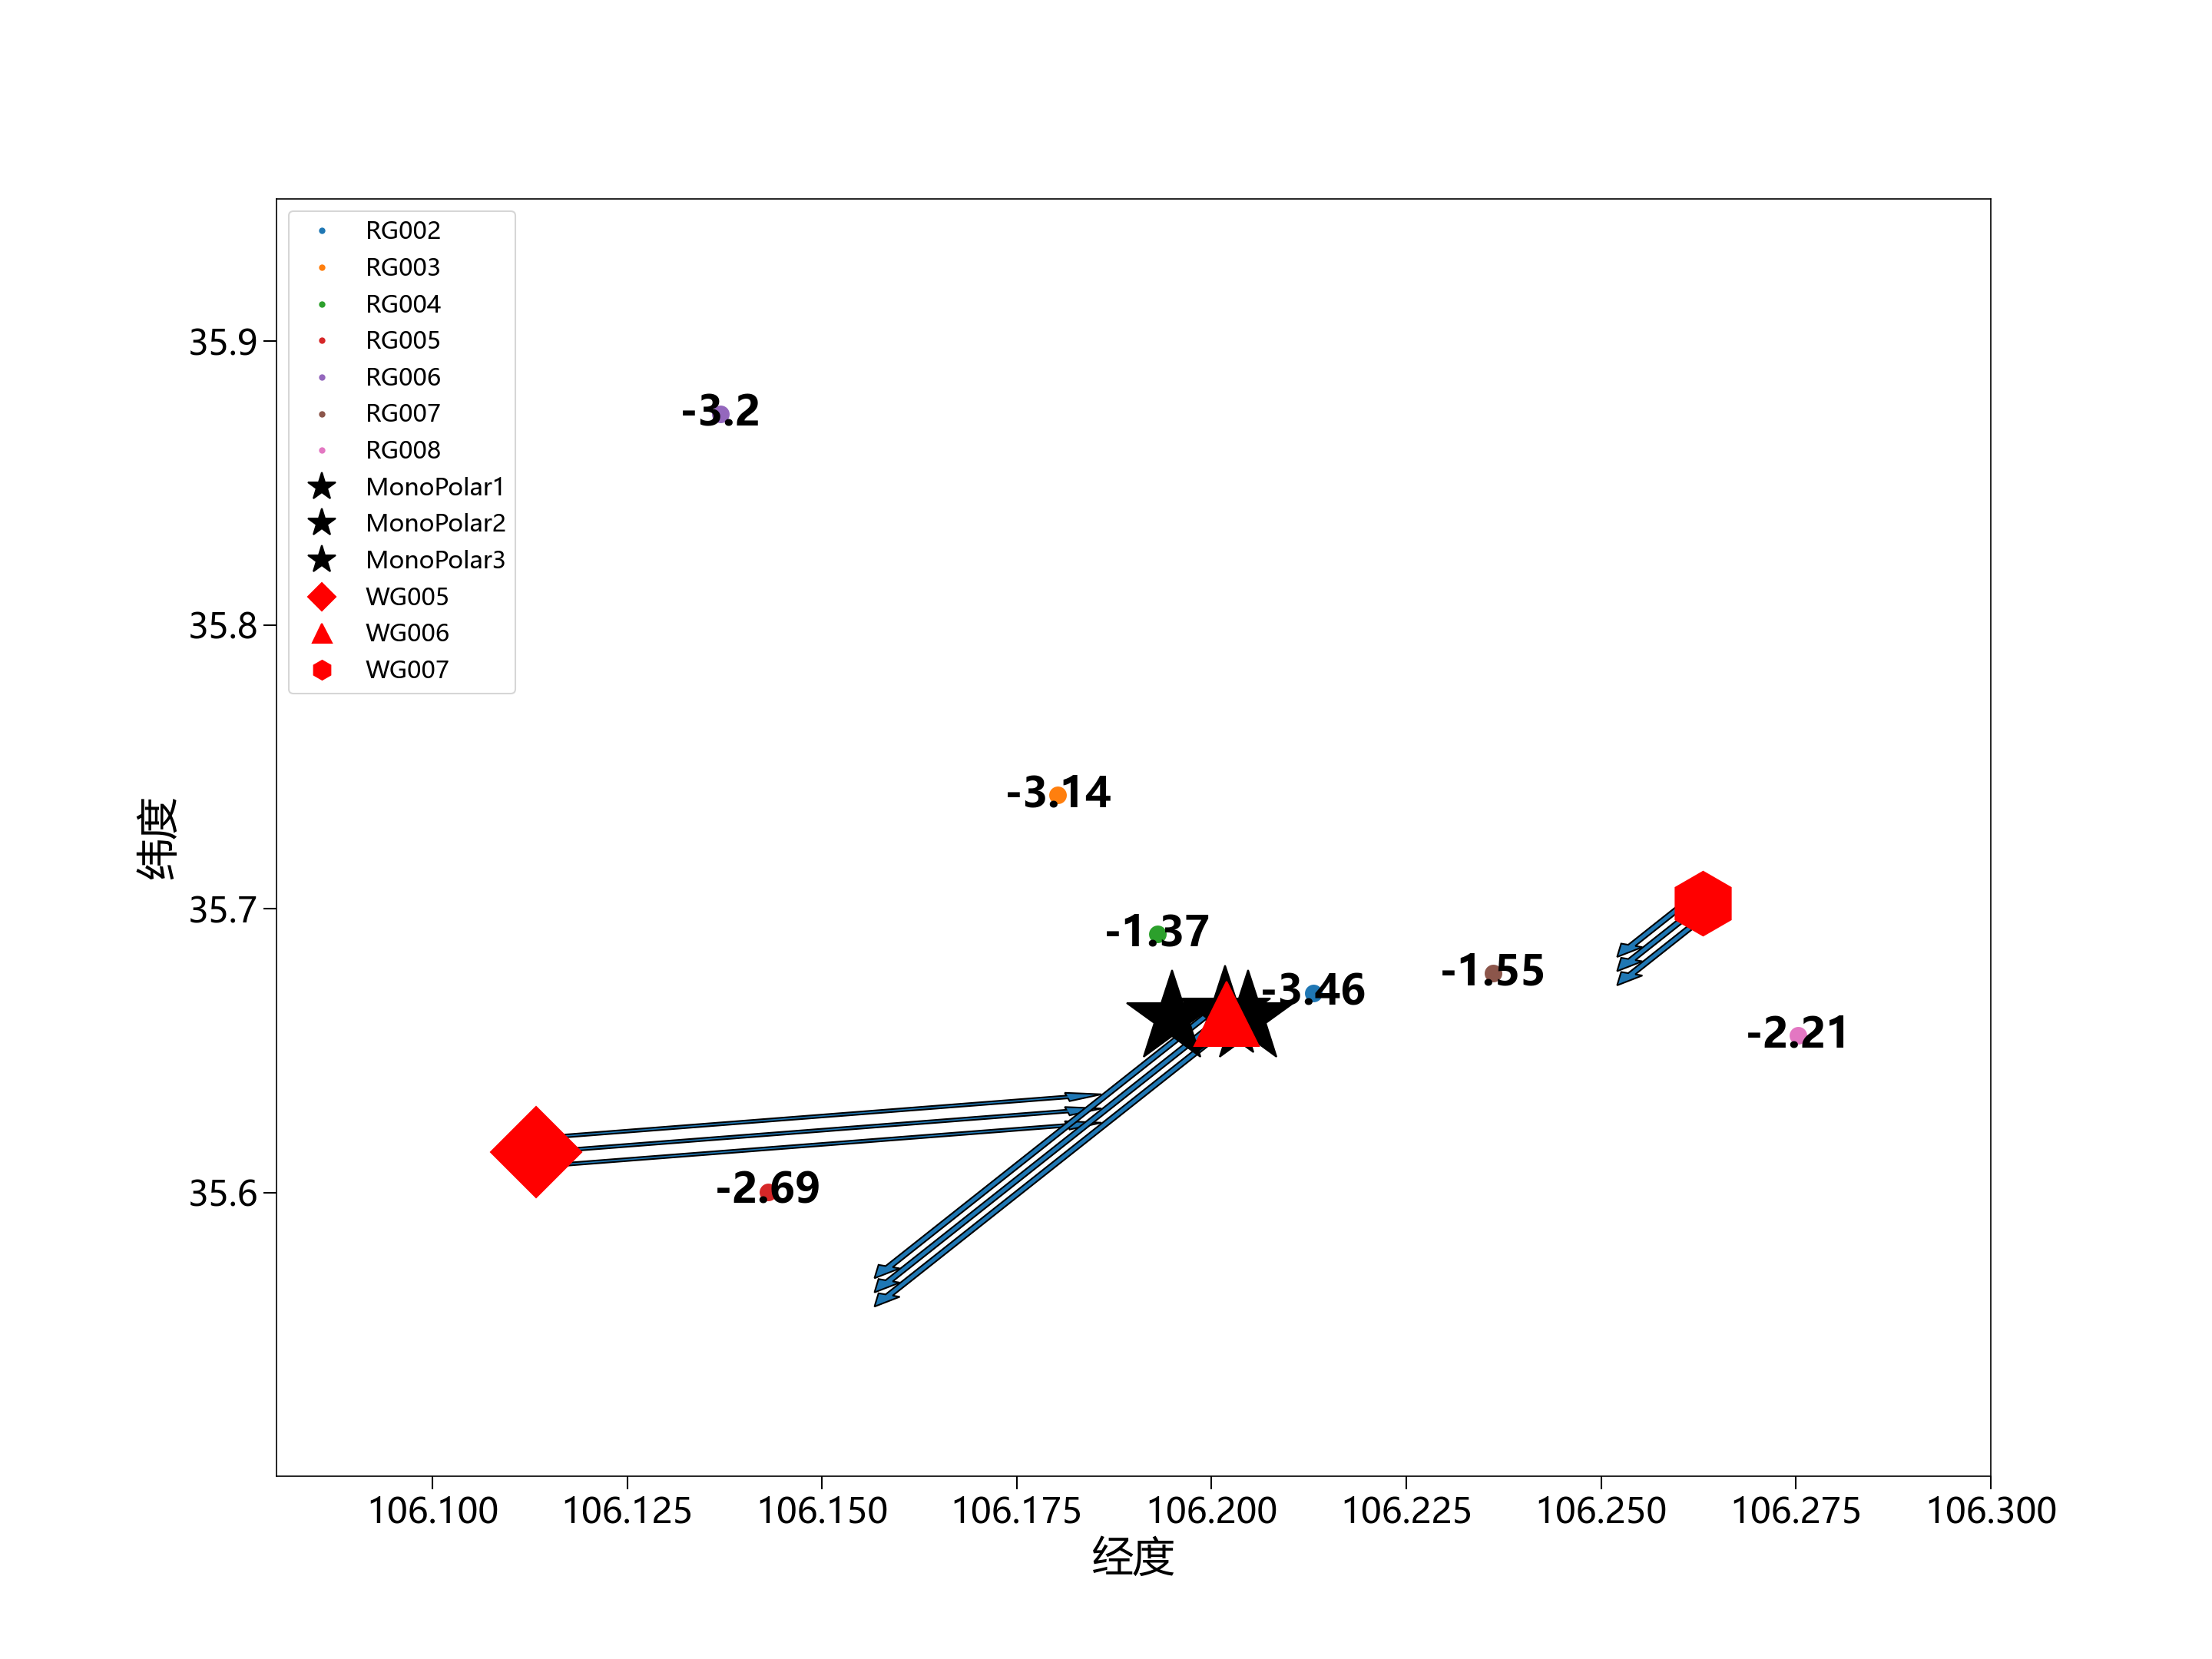 RG002
RG003
RG004
RG005
RG006
RG007
RG008
MonoPolar1
MonoPolar2
MonoPolar3
WG005
WG006
WG007
35.9
35.8
35.7
35.6
纬度
-3.2
-3.14
-1.37
-3.46
-1.55
-2.21
-2.69
106.100
106.125
106.150
106.175
106.200
106.225
106.250
106.275
106.300
经度